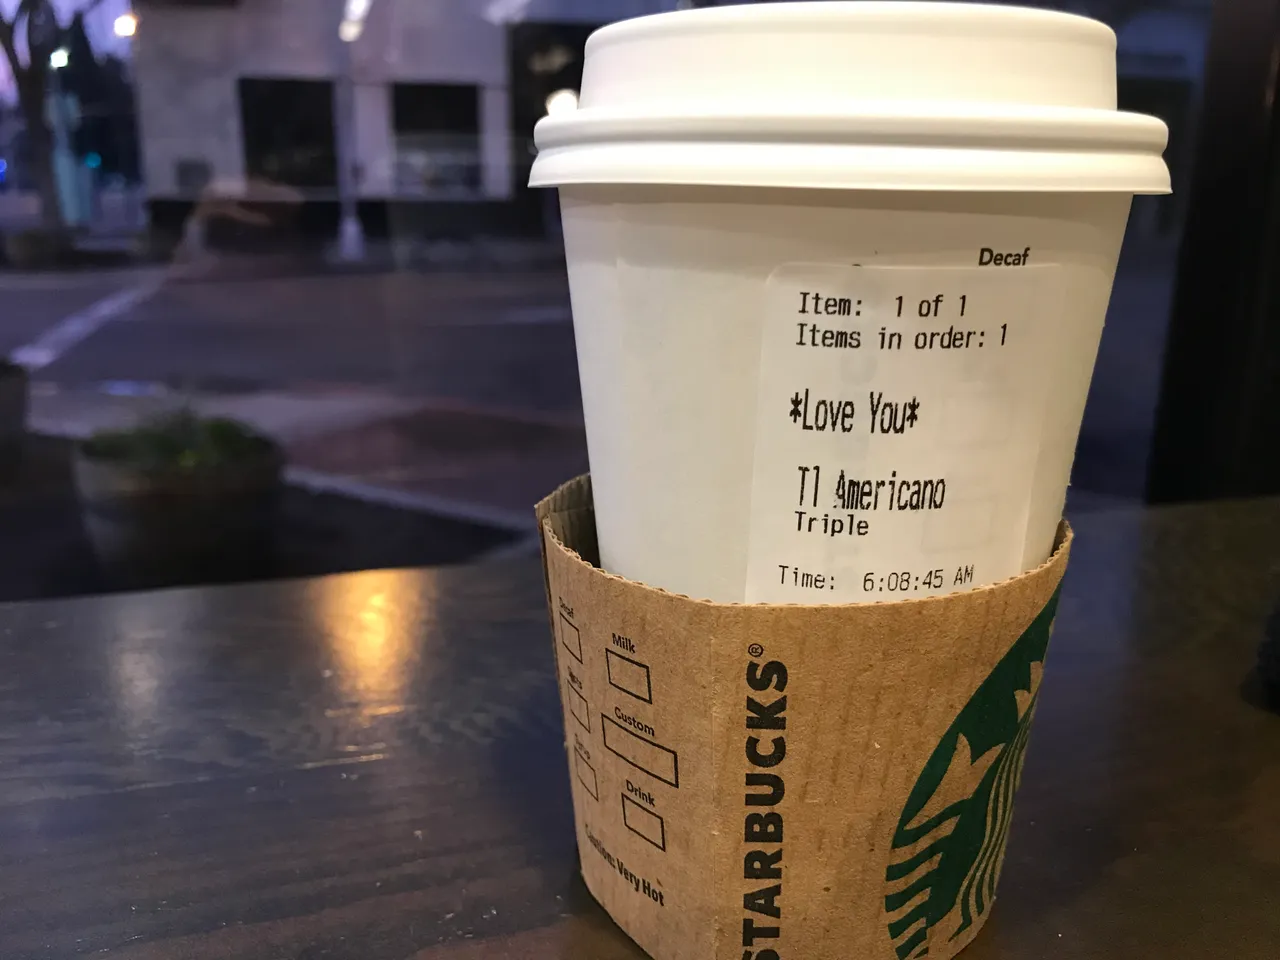 Decaf
Item: 1 of 1
Items in order: 1
*Love You*
T1 Americano
Triple
Time: 6:08:45 AM
Decaf
Milk
Custom
Drink
Caution: Very Hot
STARBUCKS®